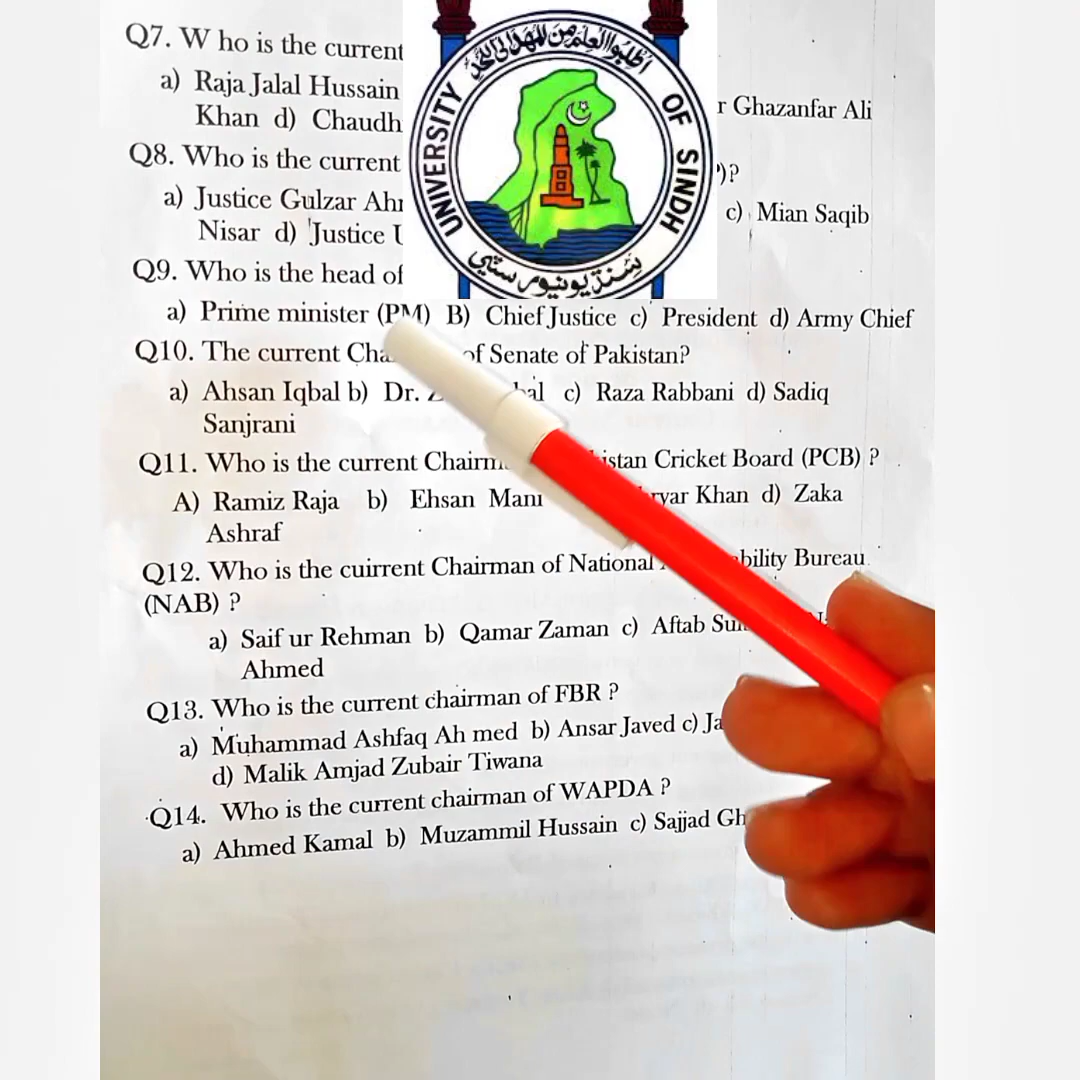 Q7. W ho is the current
a) Raja Jalal Hussain r Ghazanfar Ali
Khan d) Chaudh
Q8. Who is the current ')?
a) Justice Gulzar Ah c) Mian Saqib
Nisar d) 'Justice
UNIVERSITY OF SINDH
Q9. Who is the head of
a) Prime minister (PM) B) Chief Justice c) President d) Army Chief
Q10. The current Cha of Senate of Pakistan?
a) Ahsan Iqbal b) Dr. al c) Raza Rabbani d) Sadiq
Sanjrani
Q11. Who is the current Chairm istan Cricket Board (PCB) ?
A) Ramiz Raja b) Ehsan Mani ryar Khan d) Zaka
Ashraf
Q12. Who is the cuirrent Chairman of National bility Bureau
(NAB) ?
a) Saif ur Rehman b) Qamar Zaman c) Aftab Sul
Ahmed
Q13. Who is the current chairman of FBR ?
a) Muhammad Ashfaq Ah med b) Ansar Javed c) Ja
d) Malik Amjad Zubair Tiwana
Q14. Who is the current chairman of WAPDA ?
a) Ahmed Kamal b) Muzammil Hussain c) Sajjad Gh